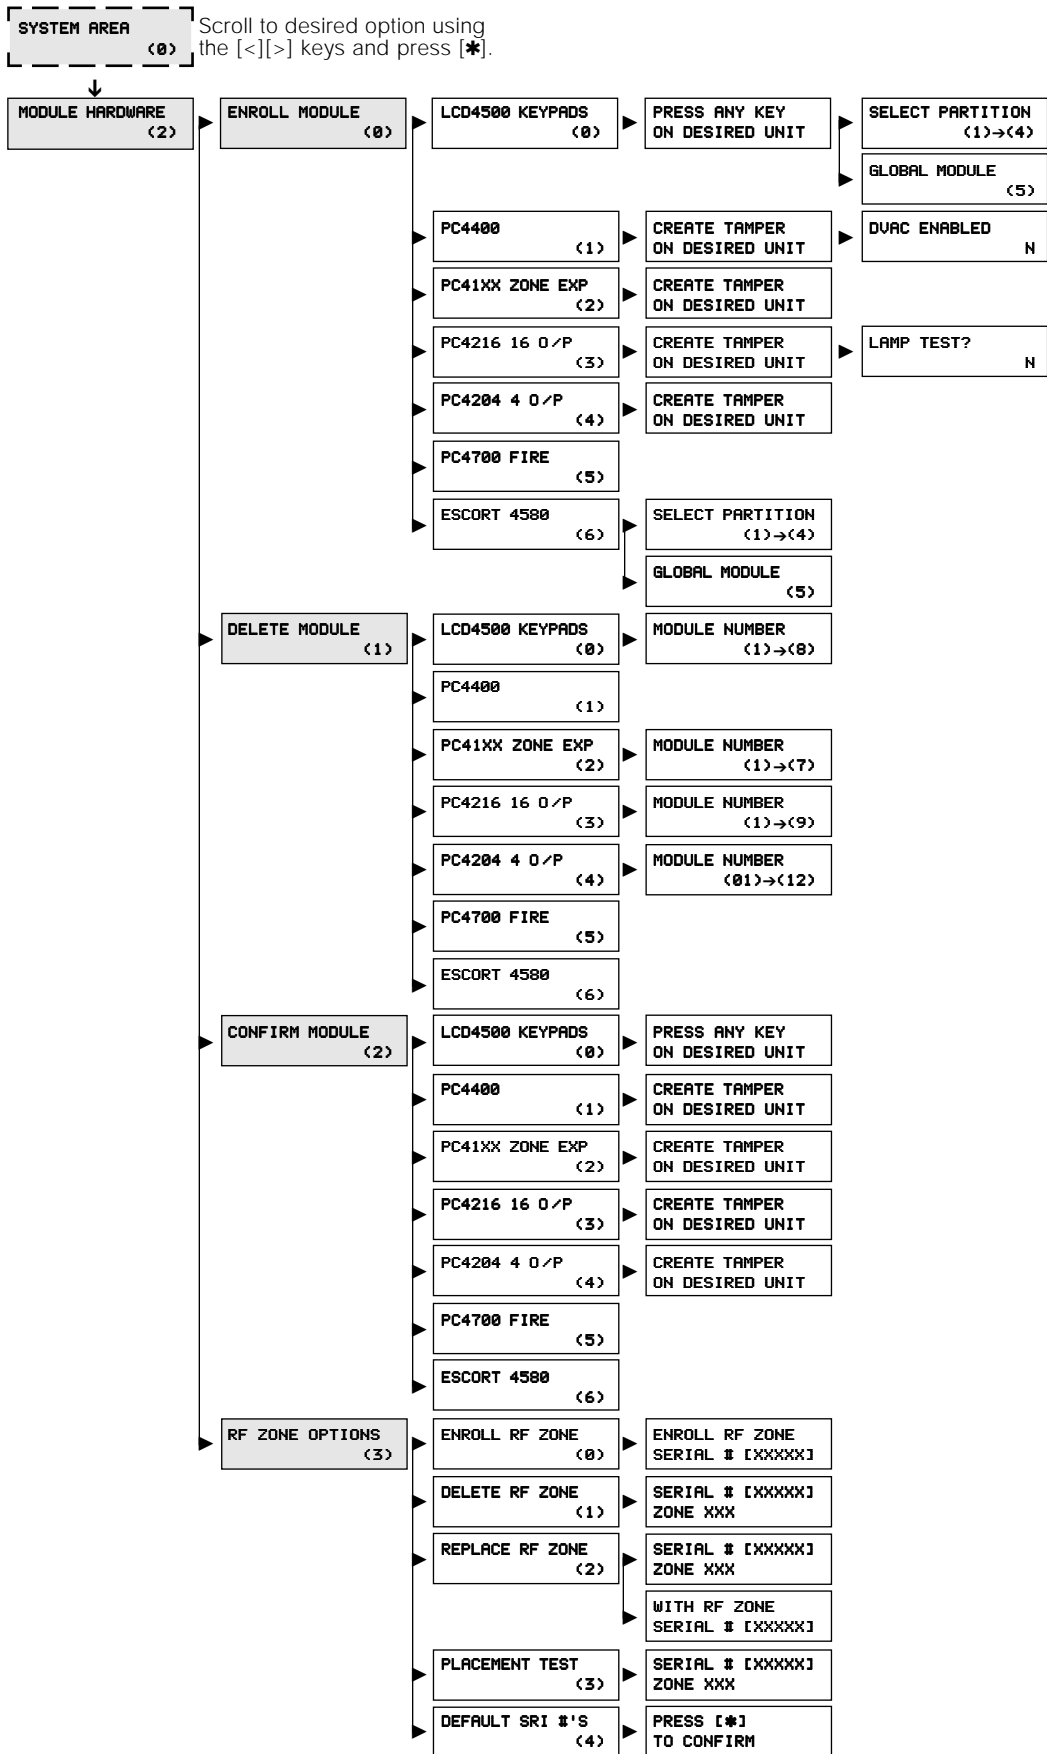 SYSTEM AREA
(0)
Scroll to desired option using
the [<][>] keys and press [✱].
MODULE HARDWARE
(2)
ENROLL MODULE
(0)
LCD4500 KEYPADS
(0)
PRESS ANY KEY
ON DESIRED UNIT
SELECT PARTITION
(1)→(4)
GLOBAL MODULE
(5)
PC4400
(1)
CREATE TAMPER
ON DESIRED UNIT
DVAC ENABLED
N
PC41XX ZONE EXP
(2)
CREATE TAMPER
ON DESIRED UNIT
PC4216 16 O/P
(3)
CREATE TAMPER
ON DESIRED UNIT
LAMP TEST?
N
PC4204 4 O/P
(4)
CREATE TAMPER
ON DESIRED UNIT
PC4700 FIRE
(5)
ESCORT 4580
(6)
SELECT PARTITION
(1)→(4)
GLOBAL MODULE
(5)
DELETE MODULE
(1)
LCD4500 KEYPADS
(0)
MODULE NUMBER
(1)→(8)
PC4400
(1)
PC41XX ZONE EXP
(2)
MODULE NUMBER
(1)→(7)
PC4216 16 O/P
(3)
MODULE NUMBER
(1)→(9)
PC4204 4 O/P
(4)
MODULE NUMBER
(01)→(12)
PC4700 FIRE
(5)
ESCORT 4580
(6)
CONFIRM MODULE
(2)
LCD4500 KEYPADS
(0)
PRESS ANY KEY
ON DESIRED UNIT
PC4400
(1)
CREATE TAMPER
ON DESIRED UNIT
PC41XX ZONE EXP
(2)
CREATE TAMPER
ON DESIRED UNIT
PC4216 16 O/P
(3)
CREATE TAMPER
ON DESIRED UNIT
PC4204 4 O/P
(4)
CREATE TAMPER
ON DESIRED UNIT
PC4700 FIRE
(5)
ESCORT 4580
(6)
RF ZONE OPTIONS
(3)
ENROLL RF ZONE
(0)
ENROLL RF ZONE
SERIAL # [XXXXX]
DELETE RF ZONE
(1)
SERIAL # [XXXXX]
ZONE XXX
REPLACE RF ZONE
(2)
SERIAL # [XXXXX]
ZONE XXX
WITH RF ZONE
SERIAL # [XXXXX]
PLACEMENT TEST
(3)
SERIAL # [XXXXX]
ZONE XXX
DEFAULT SRI #'S
(4)
PRESS [✱]
TO CONFIRM